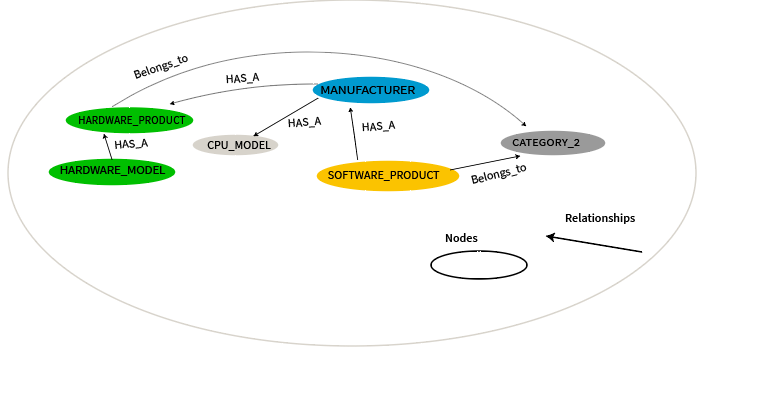 Belongs_to
HAS_A
MANUFACTURER
HARDWARE_PRODUCT
HAS_A
HAS_A
HAS_A
CPU_MODEL
CATEGORY_2
HARDWARE_MODEL
SOFTWARE_PRODUCT
Belongs_to
Relationships
Nodes